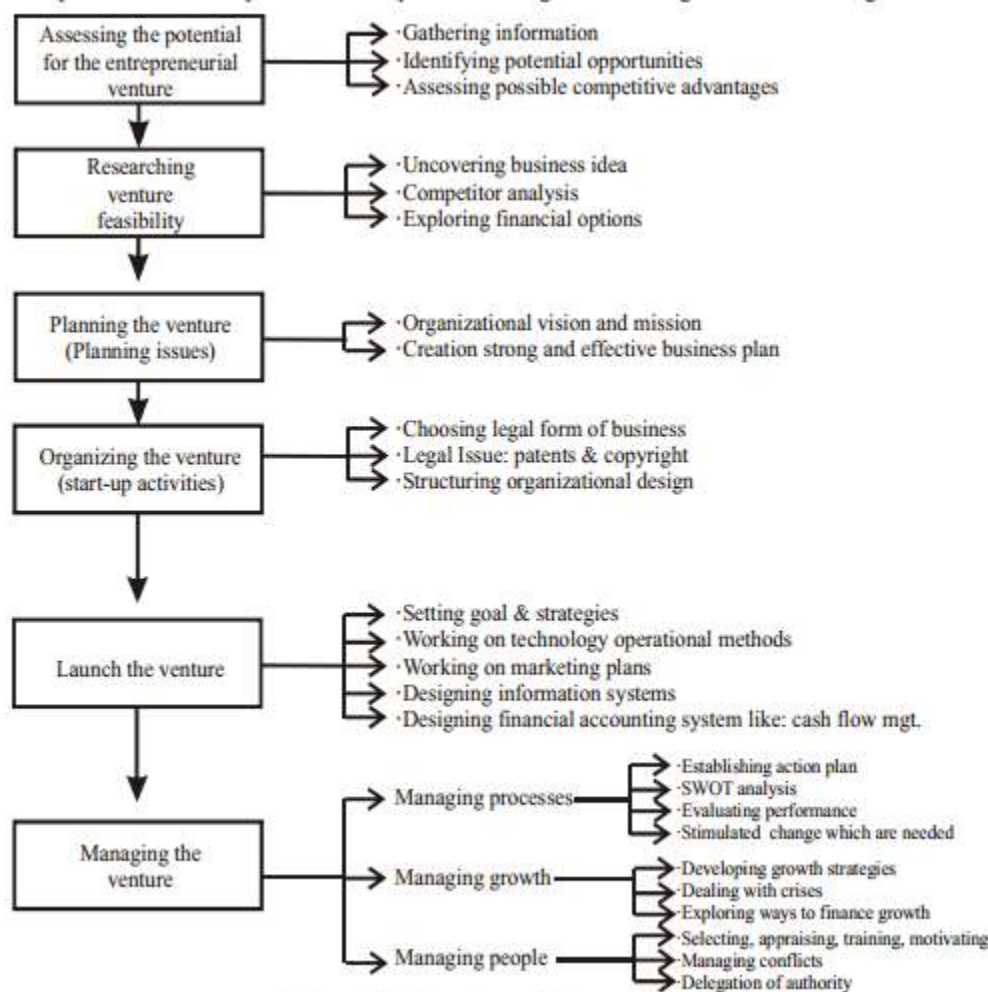 Assessing the potential
for the entrepreneurial
venture
·Gathering information
·Identifying potential opportunities
·Assessing possible competitive advantages
Researching
venture
feasibility
·Uncovering business idea
·Competitor analysis
·Exploring financial options
Planning the venture
(Planning issues)
·Organizational vision and mission
·Creation strong and effective business plan
Organizing the venture
(start-up activities)
·Choosing legal form of business
·Legal Issue: patents & copyright
·Structuring organizational design
Launch the venture
·Setting goal & strategies
·Working on technology operational methods
·Working on marketing plans
·Designing information systems
·Designing financial accounting system like: cash flow mgt.
Managing the
venture
Managing processes
·Establishing action plan
·SWOT analysis
·Evaluating performance
·Stimulated change which are needed
Managing growth
·Developing growth strategies
·Dealing with crises
·Exploring ways to finance growth
Managing people
·Selecting, appraising, training, motivating
·Managing conflicts
·Delegation of authority